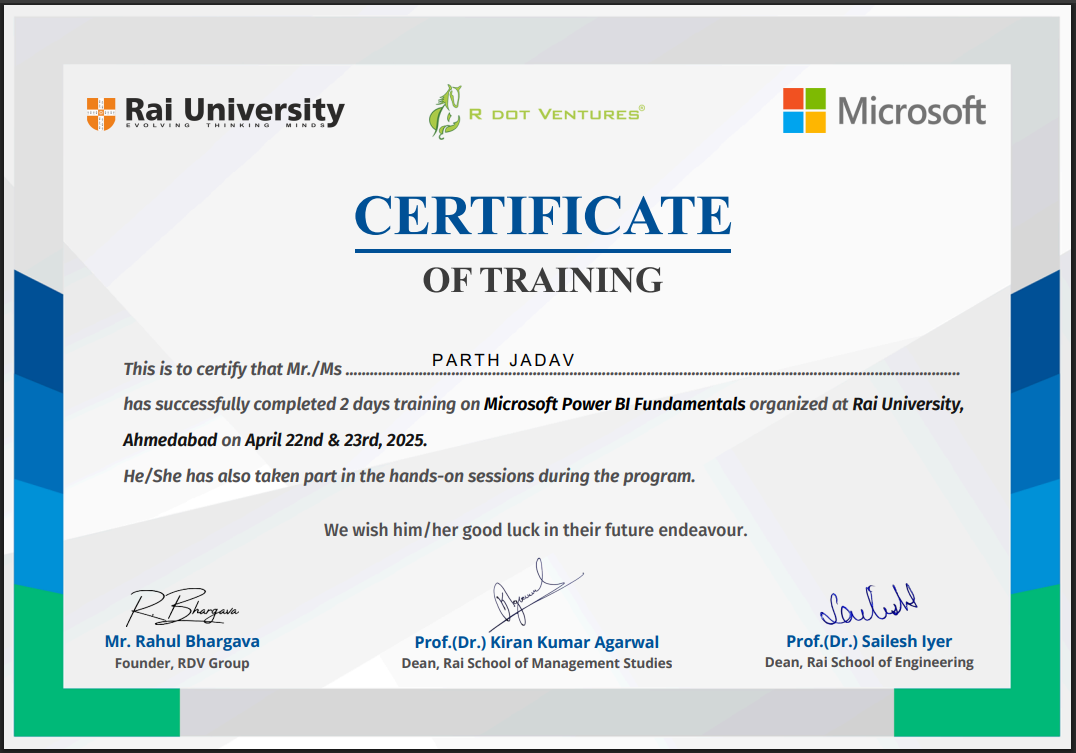 Rai University
EVOLVING THINKING MINDS
R DOT VENTURES®
Microsoft
CERTIFICATE
OF TRAINING
This is to certify that Mr./Ms ........................................ PARTH JADAV ........................................
has successfully completed 2 days training on Microsoft Power BI Fundamentals organized at Rai University,
Ahmedabad on April 22nd & 23rd, 2025.
He/She has also taken part in the hands-on sessions during the program.
We wish him/her good luck in their future endeavour.
R. Bhargava
Mr. Rahul Bhargava
Founder, RDV Group
Prof.(Dr.) Kiran Kumar Agarwal
Dean, Rai School of Management Studies
Sailesh
Prof.(Dr.) Sailesh Iyer
Dean, Rai School of Engineering